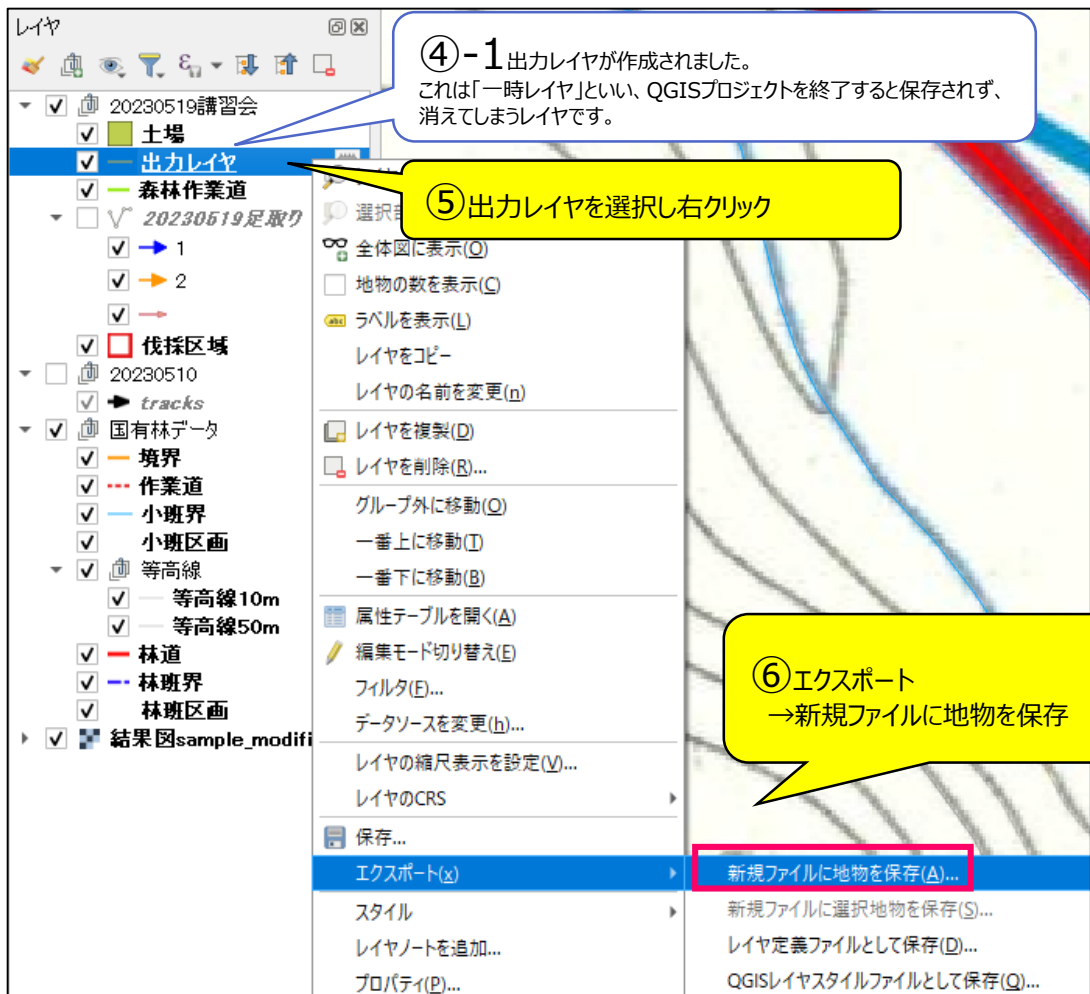 レイヤ
④-1出力レイヤが作成されました。
これは「一時レイヤ」といい、QGISプロジェクトを終了すると保存されず、
消えてしまうレイヤです。
20230519講習会
土場
出力レイヤ
森林作業道
20230519足取り
1
2
伐採区域
20230510
tracks
国有林データ
境界
作業道
小班界
小班区画
等高線
等高線10m
等高線50m
林道
林班界
林班区画
結果図sample_modifi
⑤出力レイヤを選択し右クリック
選択
全体図に表示(O)
地物の数を表示(C)
ラベルを表示(L)
レイヤをコピー
レイヤの名前を変更(n)
レイヤを複製(D)
レイヤを削除(R)...
グループ外に移動(O)
一番上に移動(T)
一番下に移動(B)
属性テーブルを開く(A)
編集モード切り替え(E)
フィルタ(F)...
データソースを変更(h)...
レイヤの縮尺表示を設定(V)...
レイヤのCRS
保存...
エクスポート(x)
スタイル
レイヤノートを追加...
プロパティ(P)...
⑥エクスポート
→新規ファイルに地物を保存
新規ファイルに地物を保存(A)...
新規ファイルに選択地物を保存(S)...
レイヤ定義ファイルとして保存(D)...
QGISレイヤスタイルファイルとして保存(Q)...